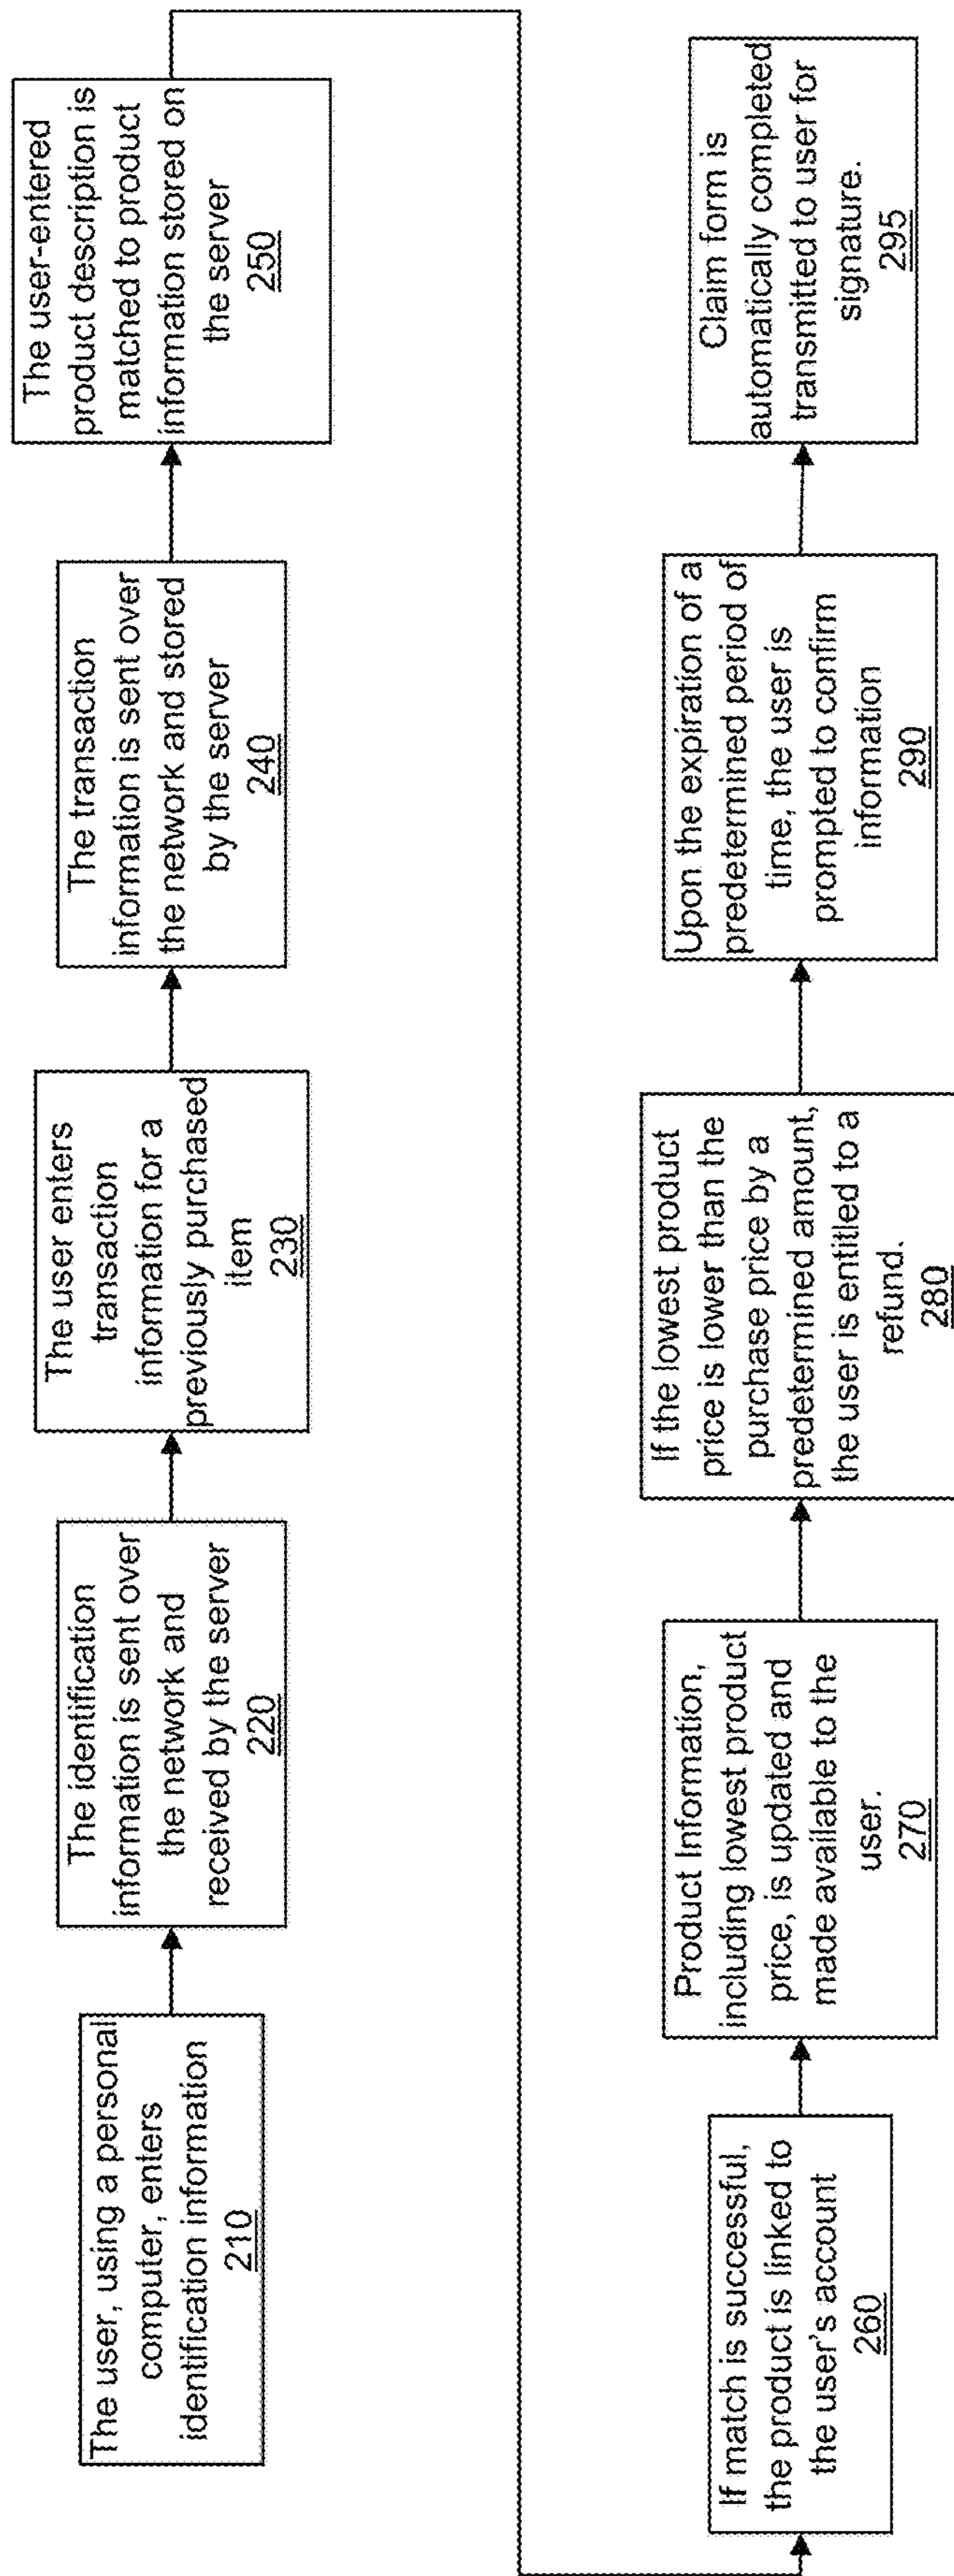 The user, using a personal
computer, enters
identification information
210
The identification
information is sent over
the network and
received by the server
220
The user enters
transaction
information for a
previously purchased
item
230
The transaction
information is sent over
the network and stored
by the server
240
The user-entered
product description is
matched to product
information stored on
the server
250
If match is successful,
the product is linked to
the user's account
260
Product Information,
including lowest product
price, is updated and
made available to the
user.
270
If the lowest product
price is lower than the
purchase price by a
predetermined amount,
the user is entitled to a
refund.
280
Upon the expiration of a
predetermined period of
time, the user is
prompted to confirm
information
290
Claim form is
automatically completed
transmitted to user for
signature.
295